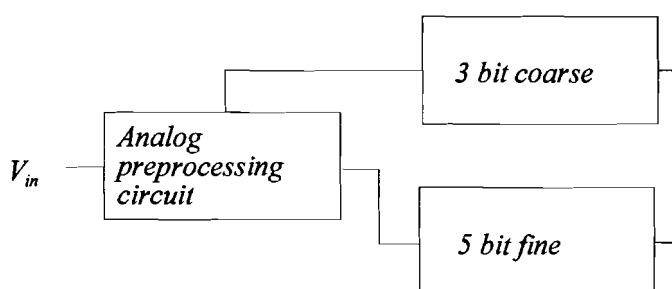 3 bit coarse
Analog
preprocessing
circuit
V_in
5 bit fine